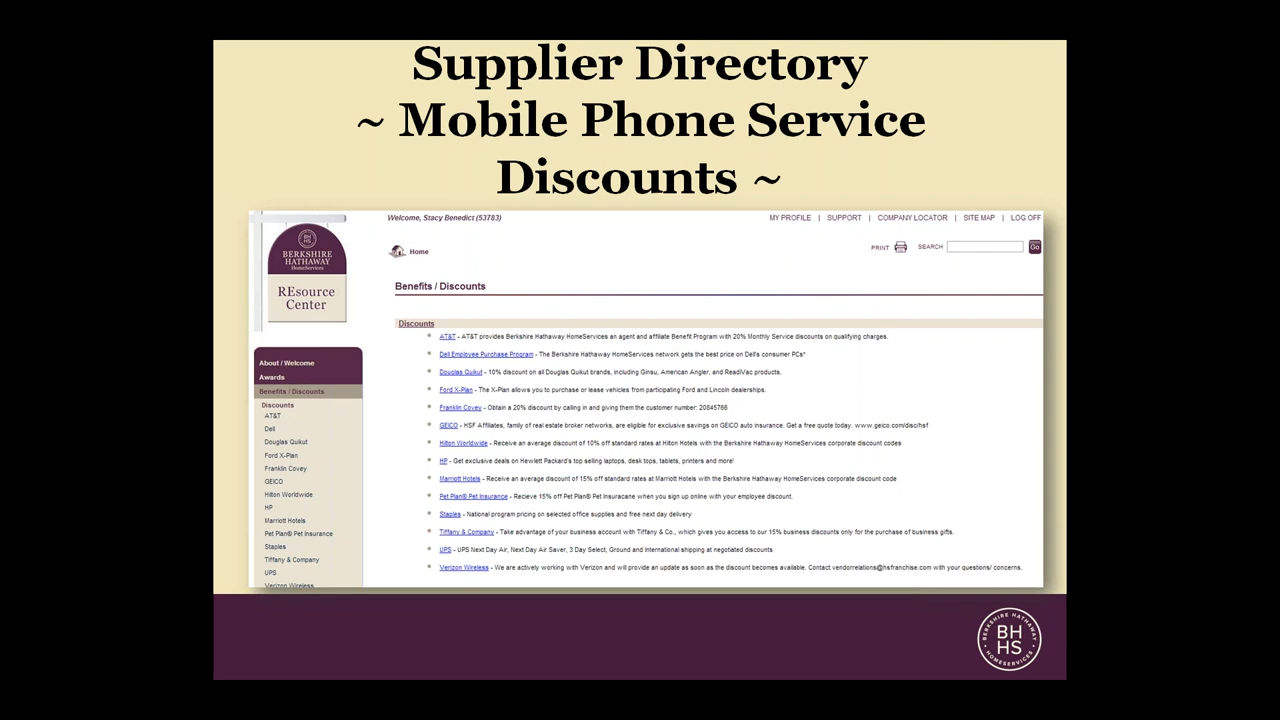 Supplier Directory
~ Mobile Phone Service
Discounts ~
Welcome, Stacy Benedict (53783)
MY PROFILE | SUPPORT | COMPANY LOCATOR | SITE MAP | LOG OFF
BH
HS
BERKSHIRE
HATHAWAY
HomeServices
REsource
Center
Home
PRINT
SEARCH
Go
Benefits / Discounts
Discounts
AT&T - AT&T provides Berkshire Hathaway HomeServices an agent and affiliate Benefit Program with 20% Monthly Service discounts on qualifying charges.
Dell Employee Purchase Program - The Berkshire Hathaway HomeServices network gets the best price on Dell's consumer PCs*
Douglas Quikut - 10% discount on all Douglas Quikut brands, including Ginsu, American Angler, and ReadiVac products.
Ford X-Plan - The X-Plan allows you to purchase or lease vehicles from participating Ford and Lincoln dealerships.
Franklin Covey - Obtain a 20% discount by calling in and giving them the customer number: 20845766
GEICO - HSF Affiliates, family of real estate broker networks, are eligible for exclusive savings on GEICO auto insurance. Get a free quote today. www.geico.com/disc/hsf
Hilton Worldwide - Receive an average discount of 10% off standard rates at Hilton Hotels with the Berkshire Hathaway HomeServices corporate discount codes
HP - Get exclusive deals on Hewlett Packard's top selling laptops, desk tops, tablets, printers and more!
Marriott Hotels - Receive an average discount of 15% off standard rates at Marriott Hotels with the Berkshire Hathaway HomeServices corporate discount code
Pet Plan® Pet Insurance - Recieve 15% off Pet Plan® Pet Insuracane when you sign up online with your employee discount.
Staples - National program pricing on selected office supplies and free next day delivery
Tiffany & Company - Take advantage of your business account with Tiffany & Co., which gives you access to our 15% business discounts only for the purchase of business gifts.
UPS - UPS Next Day Air, Next Day Air Saver, 3 Day Select, Ground and International shipping at negotiated discounts
Verizon Wireless - We are actively working with Verizon and will provide an update as soon as the discount becomes available. Contact vendorrelations@hsfranchise.com with your questions/ concerns.
About / Welcome
Awards
Benefits / Discounts
Discounts
AT&T
Dell
Douglas Quikut
Ford X-Plan
Franklin Covey
GEICO
Hilton Worldwide
HP
Marriott Hotels
Pet Plan® Pet Insurance
Staples
Tiffany & Company
UPS
Verizon Wireless
BERKSHIRE HATHAWAY
BH
HS
HOMESERVICES